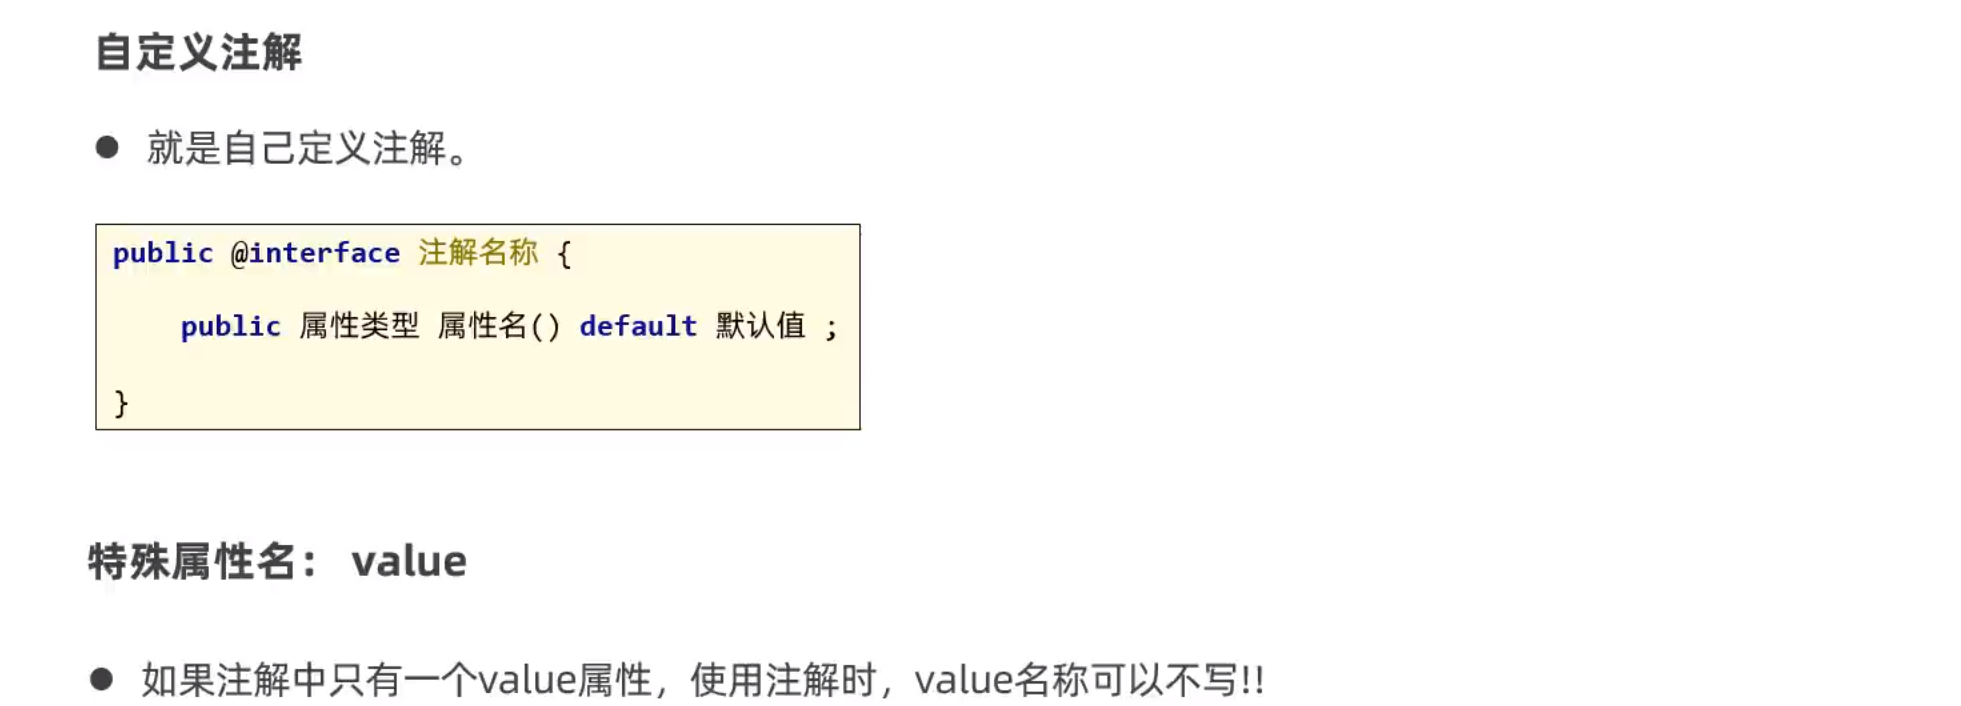 自定义注解
● 就是自己定义注解。
public @interface 注解名称 {
public 属性类型 属性名() default 默认值 ;
}
特殊属性名： value
● 如果注解中只有一个value属性，使用注解时，value名称可以不写!!